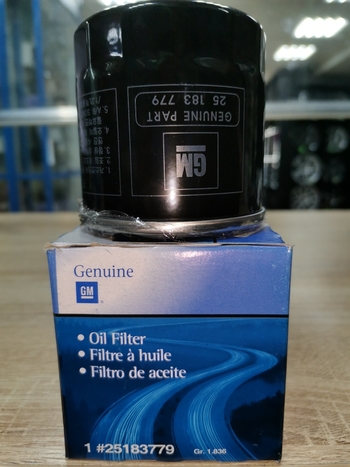 GM
GENUINE PART
25 183 779
Genuine
GM
• Oil Filter
• Filtre à huile
• Filtro de aceite
1 #25183779
Gr. 1.836